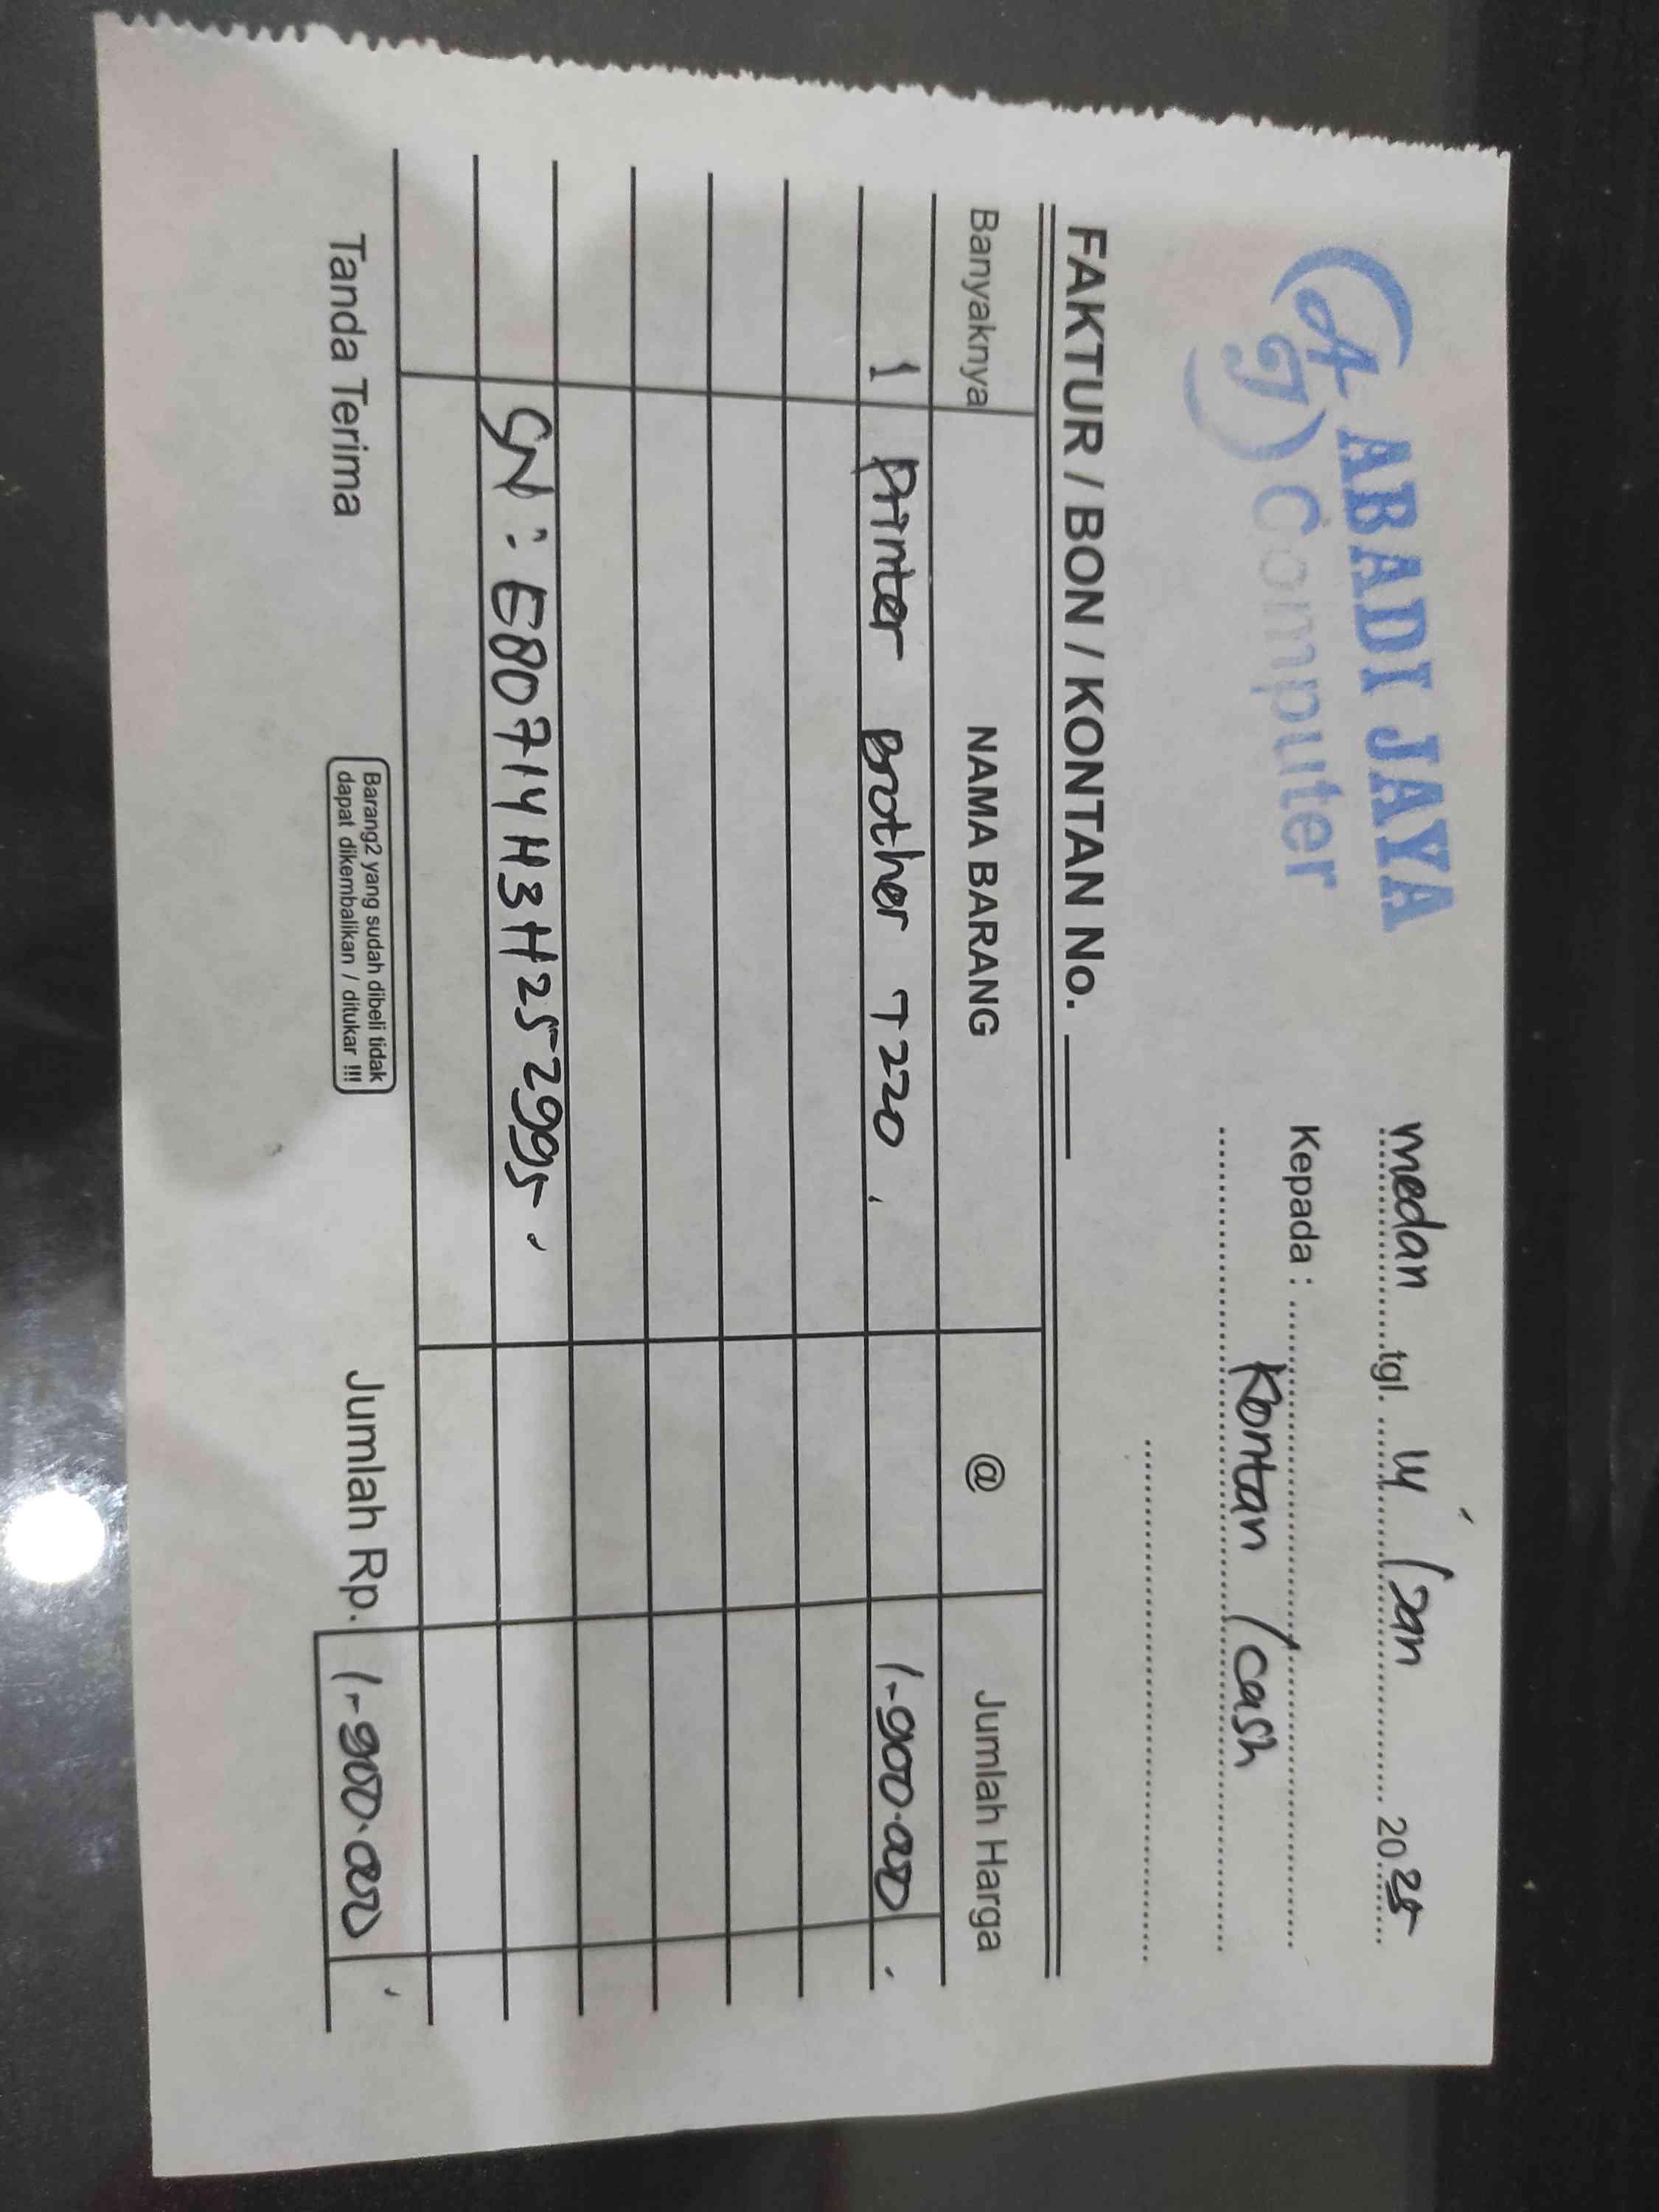 AJ ABADI JAYA
Computer
medan tgl. 14 / Jan 2025
Kepada :
Kontan / cash
FAKTUR / BON / KONTAN No.
Banyaknya NAMA BARANG @ Jumlah Harga
1 Printer Brother T220 1.900.000
SN : E80714H3H252995
Tanda Terima
Barang2 yang sudah dibeli tidak
dapat dikembalikan / ditukar !!!
Jumlah Rp. 1.900.000